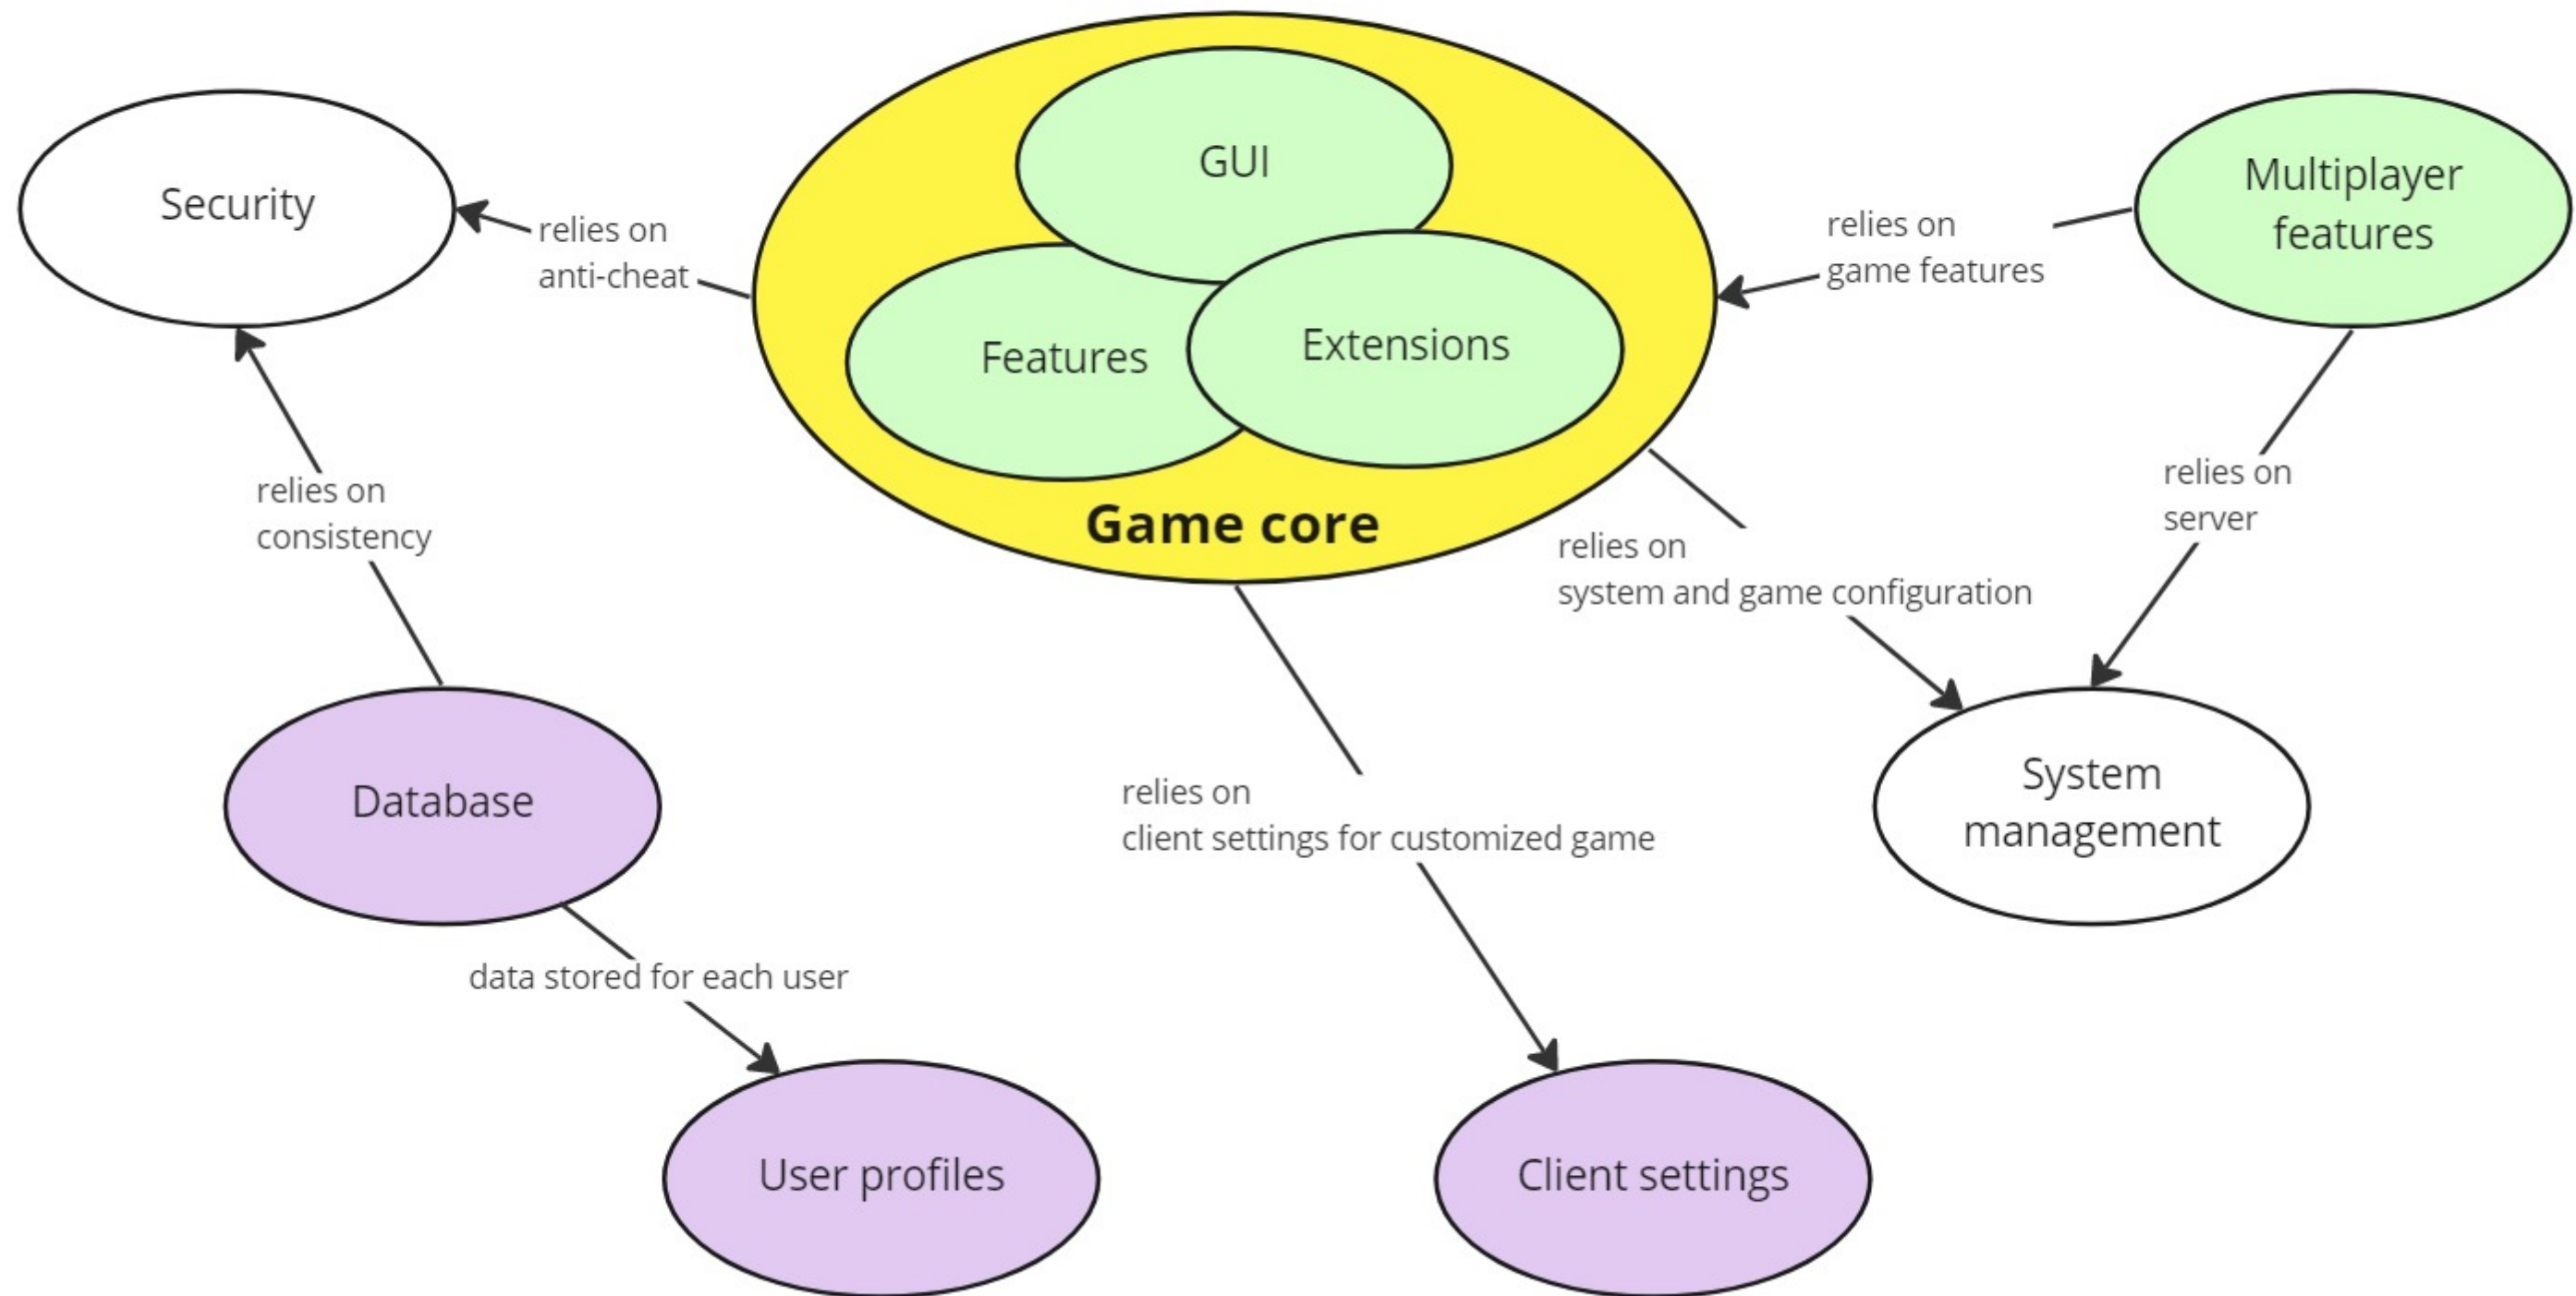 GUI
Security
Multiplayer
features
relies on
anti-cheat
relies on
game features
Features
Extensions
Game core
relies on
consistency
relies on
server
relies on
system and game configuration
Database
relies on
client settings for customized game
System
management
data stored for each user
User profiles
Client settings